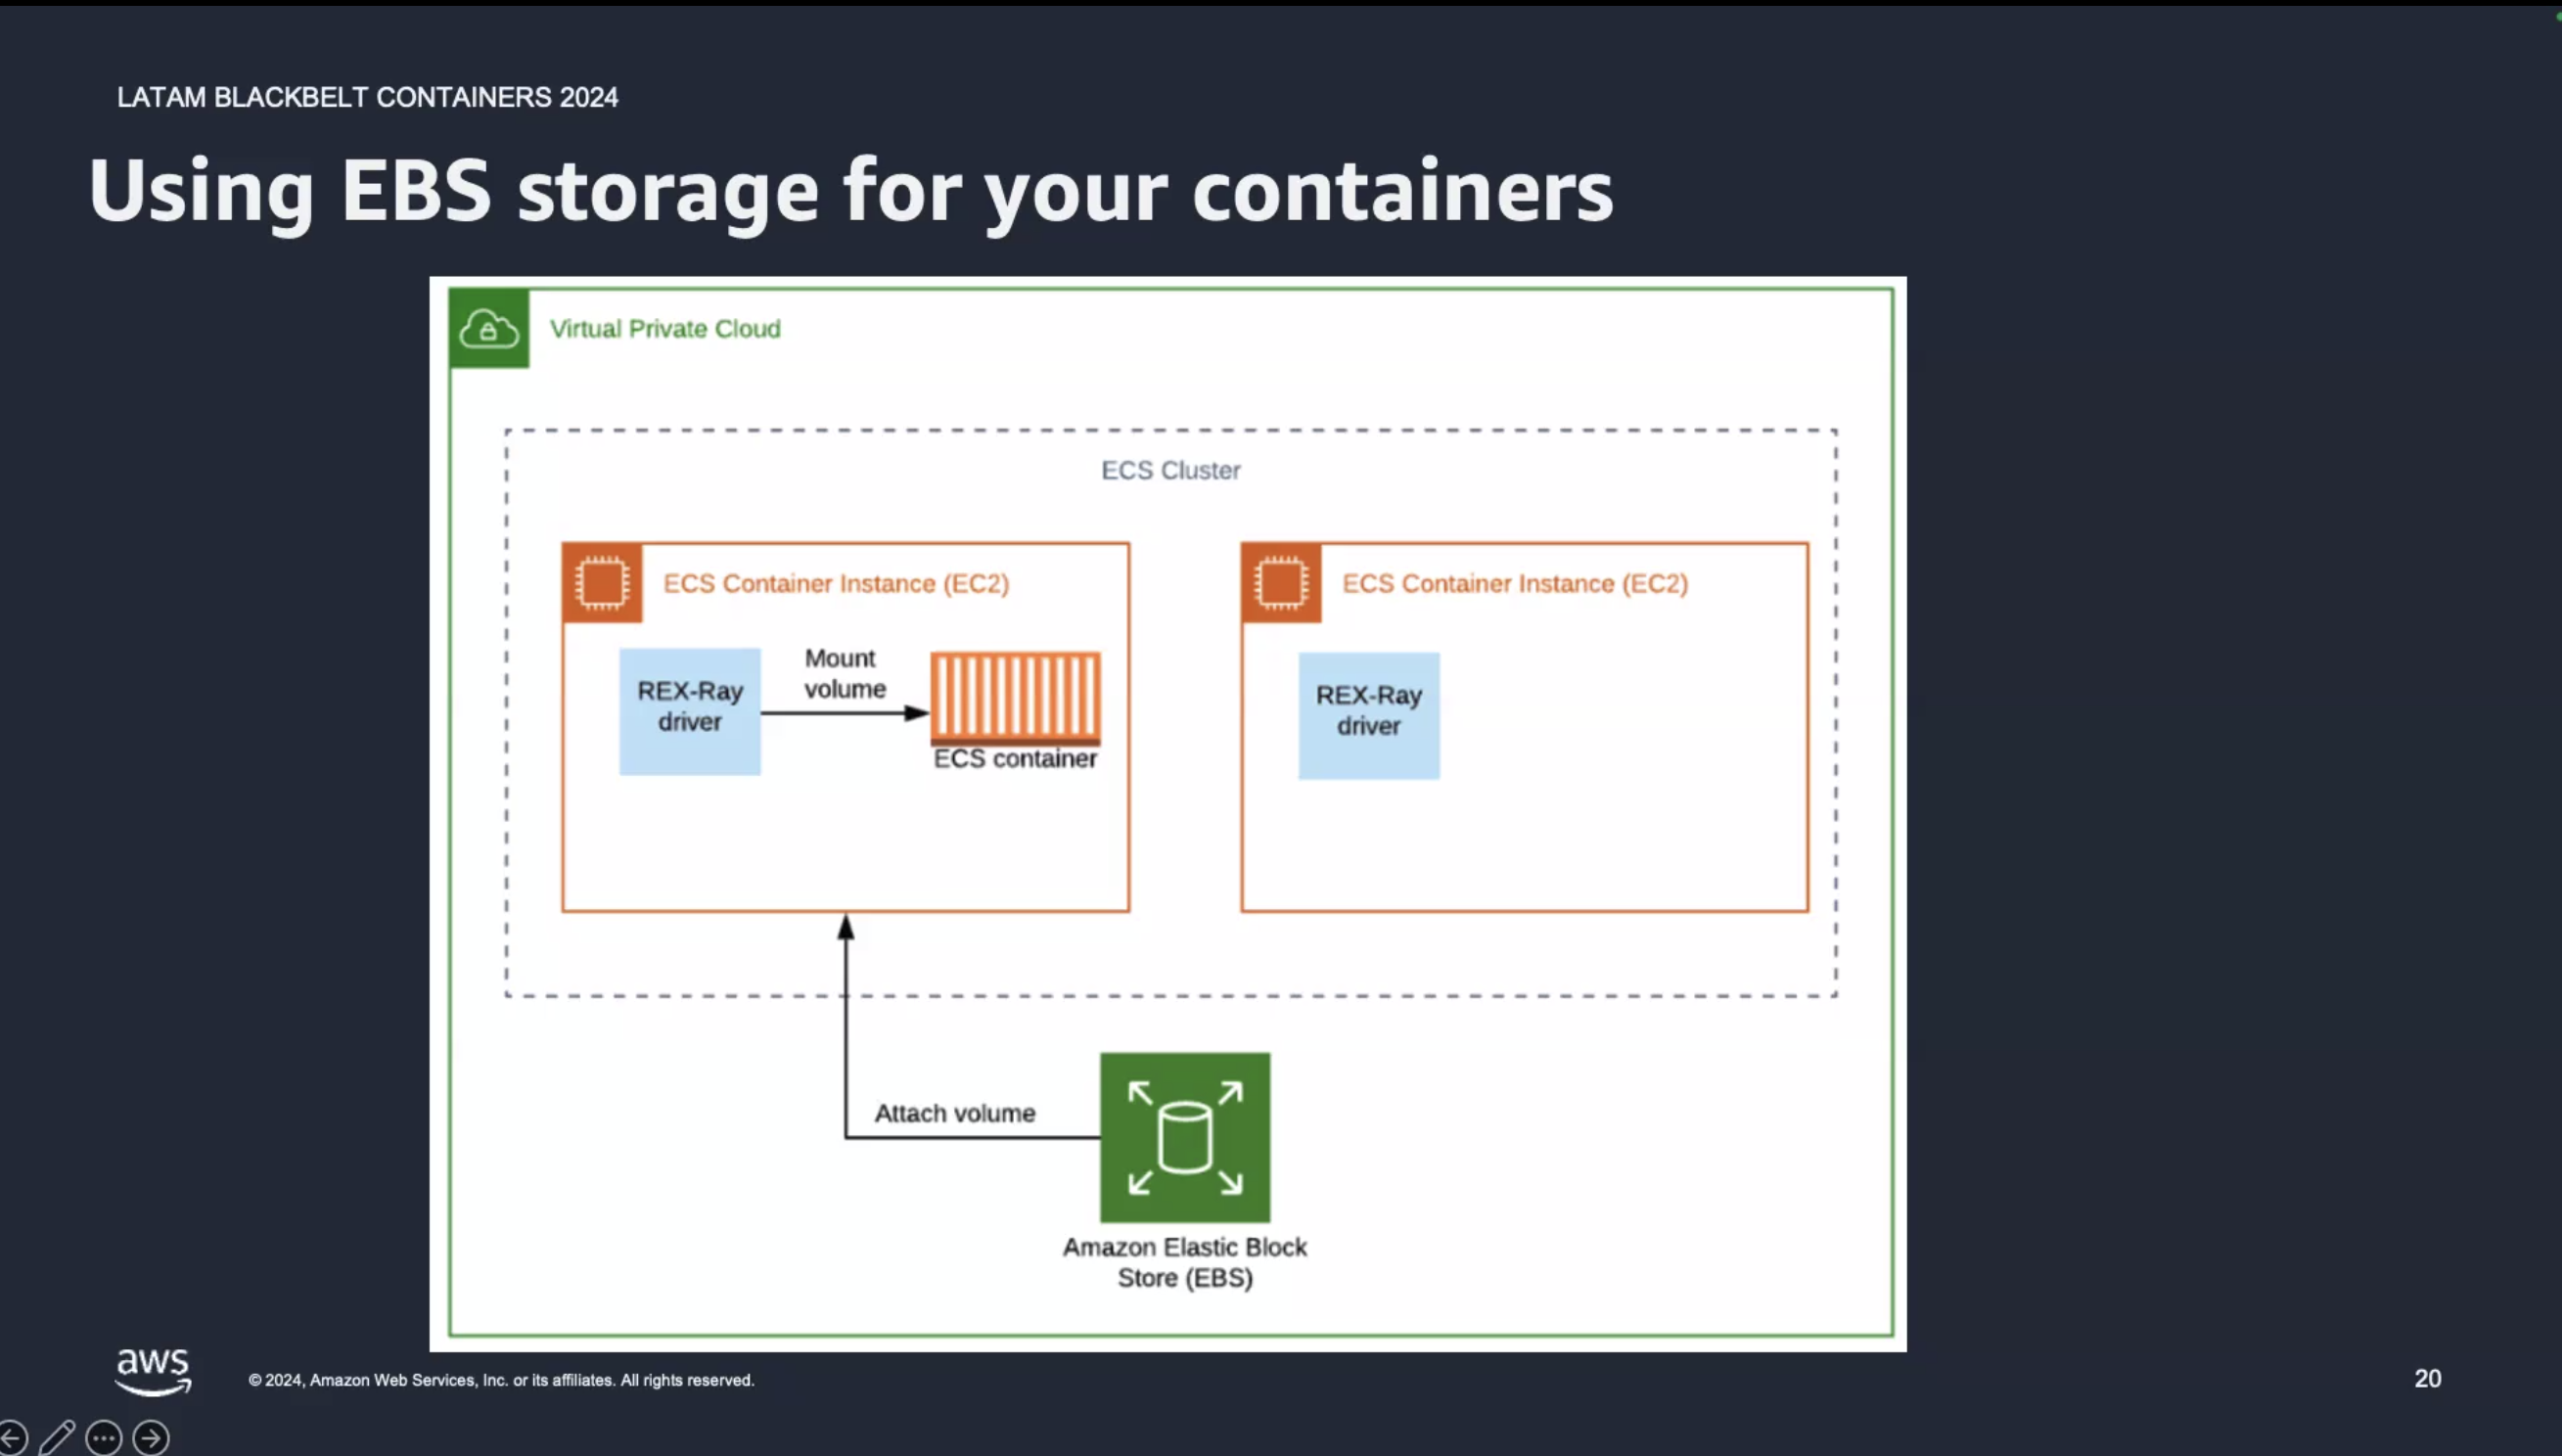 LATAM BLACKBELT CONTAINERS 2024
Using EBS storage for your containers
Virtual Private Cloud
ECS Cluster
ECS Container Instance (EC2)
REX-Ray
driver
Mount
volume
ECS container
ECS Container Instance (EC2)
REX-Ray
driver
Attach volume
Amazon Elastic Block
Store (EBS)
aws
© 2024, Amazon Web Services, Inc. or its affiliates. All rights reserved.
20